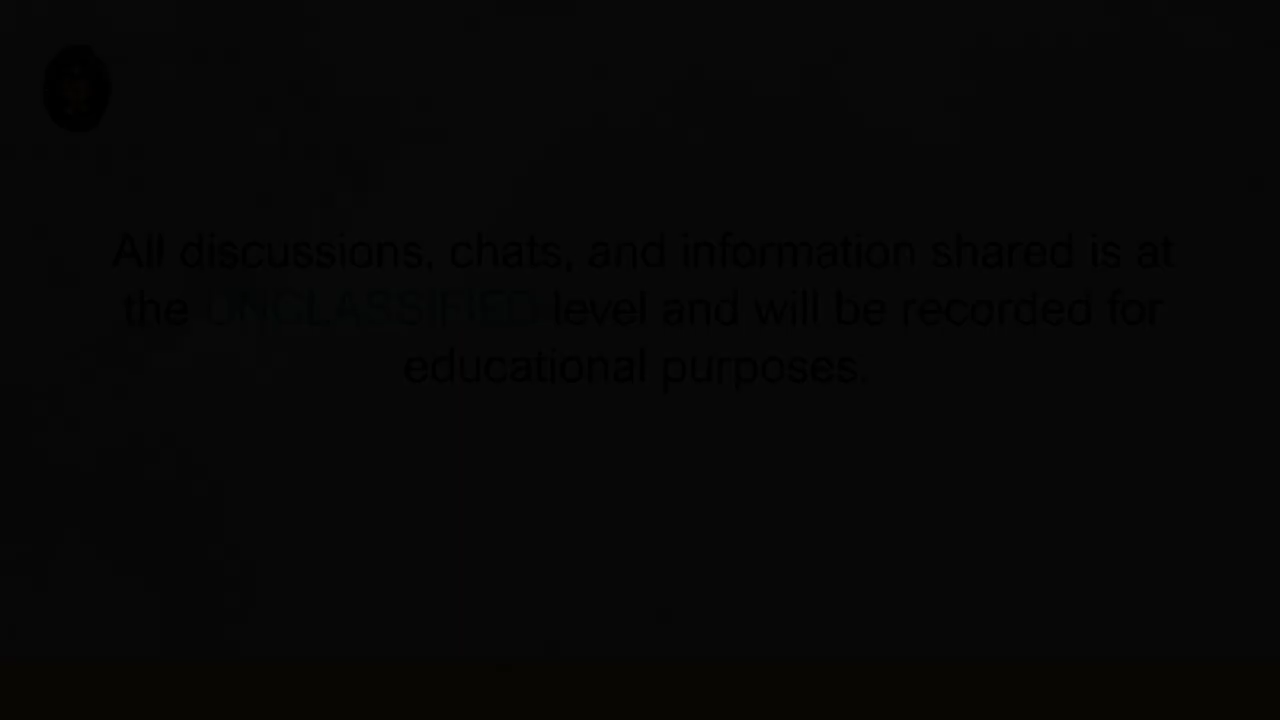 All discussions, chats, and information shared is at
the UNCLASSIFIED level and will be recorded for
educational purposes.